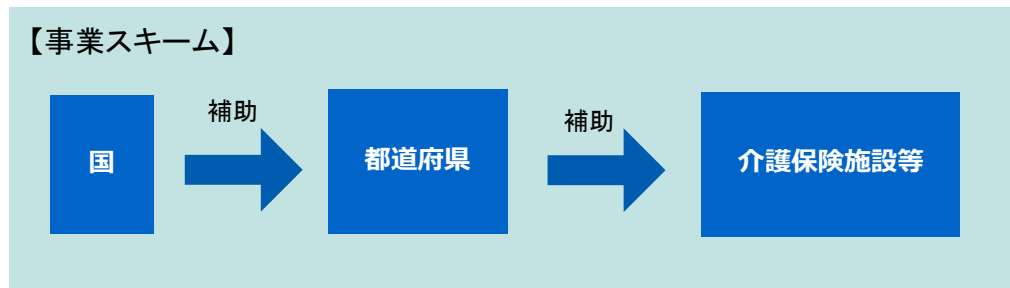 【事業スキーム】
補助
補助
国
都道府県
介護保険施設等